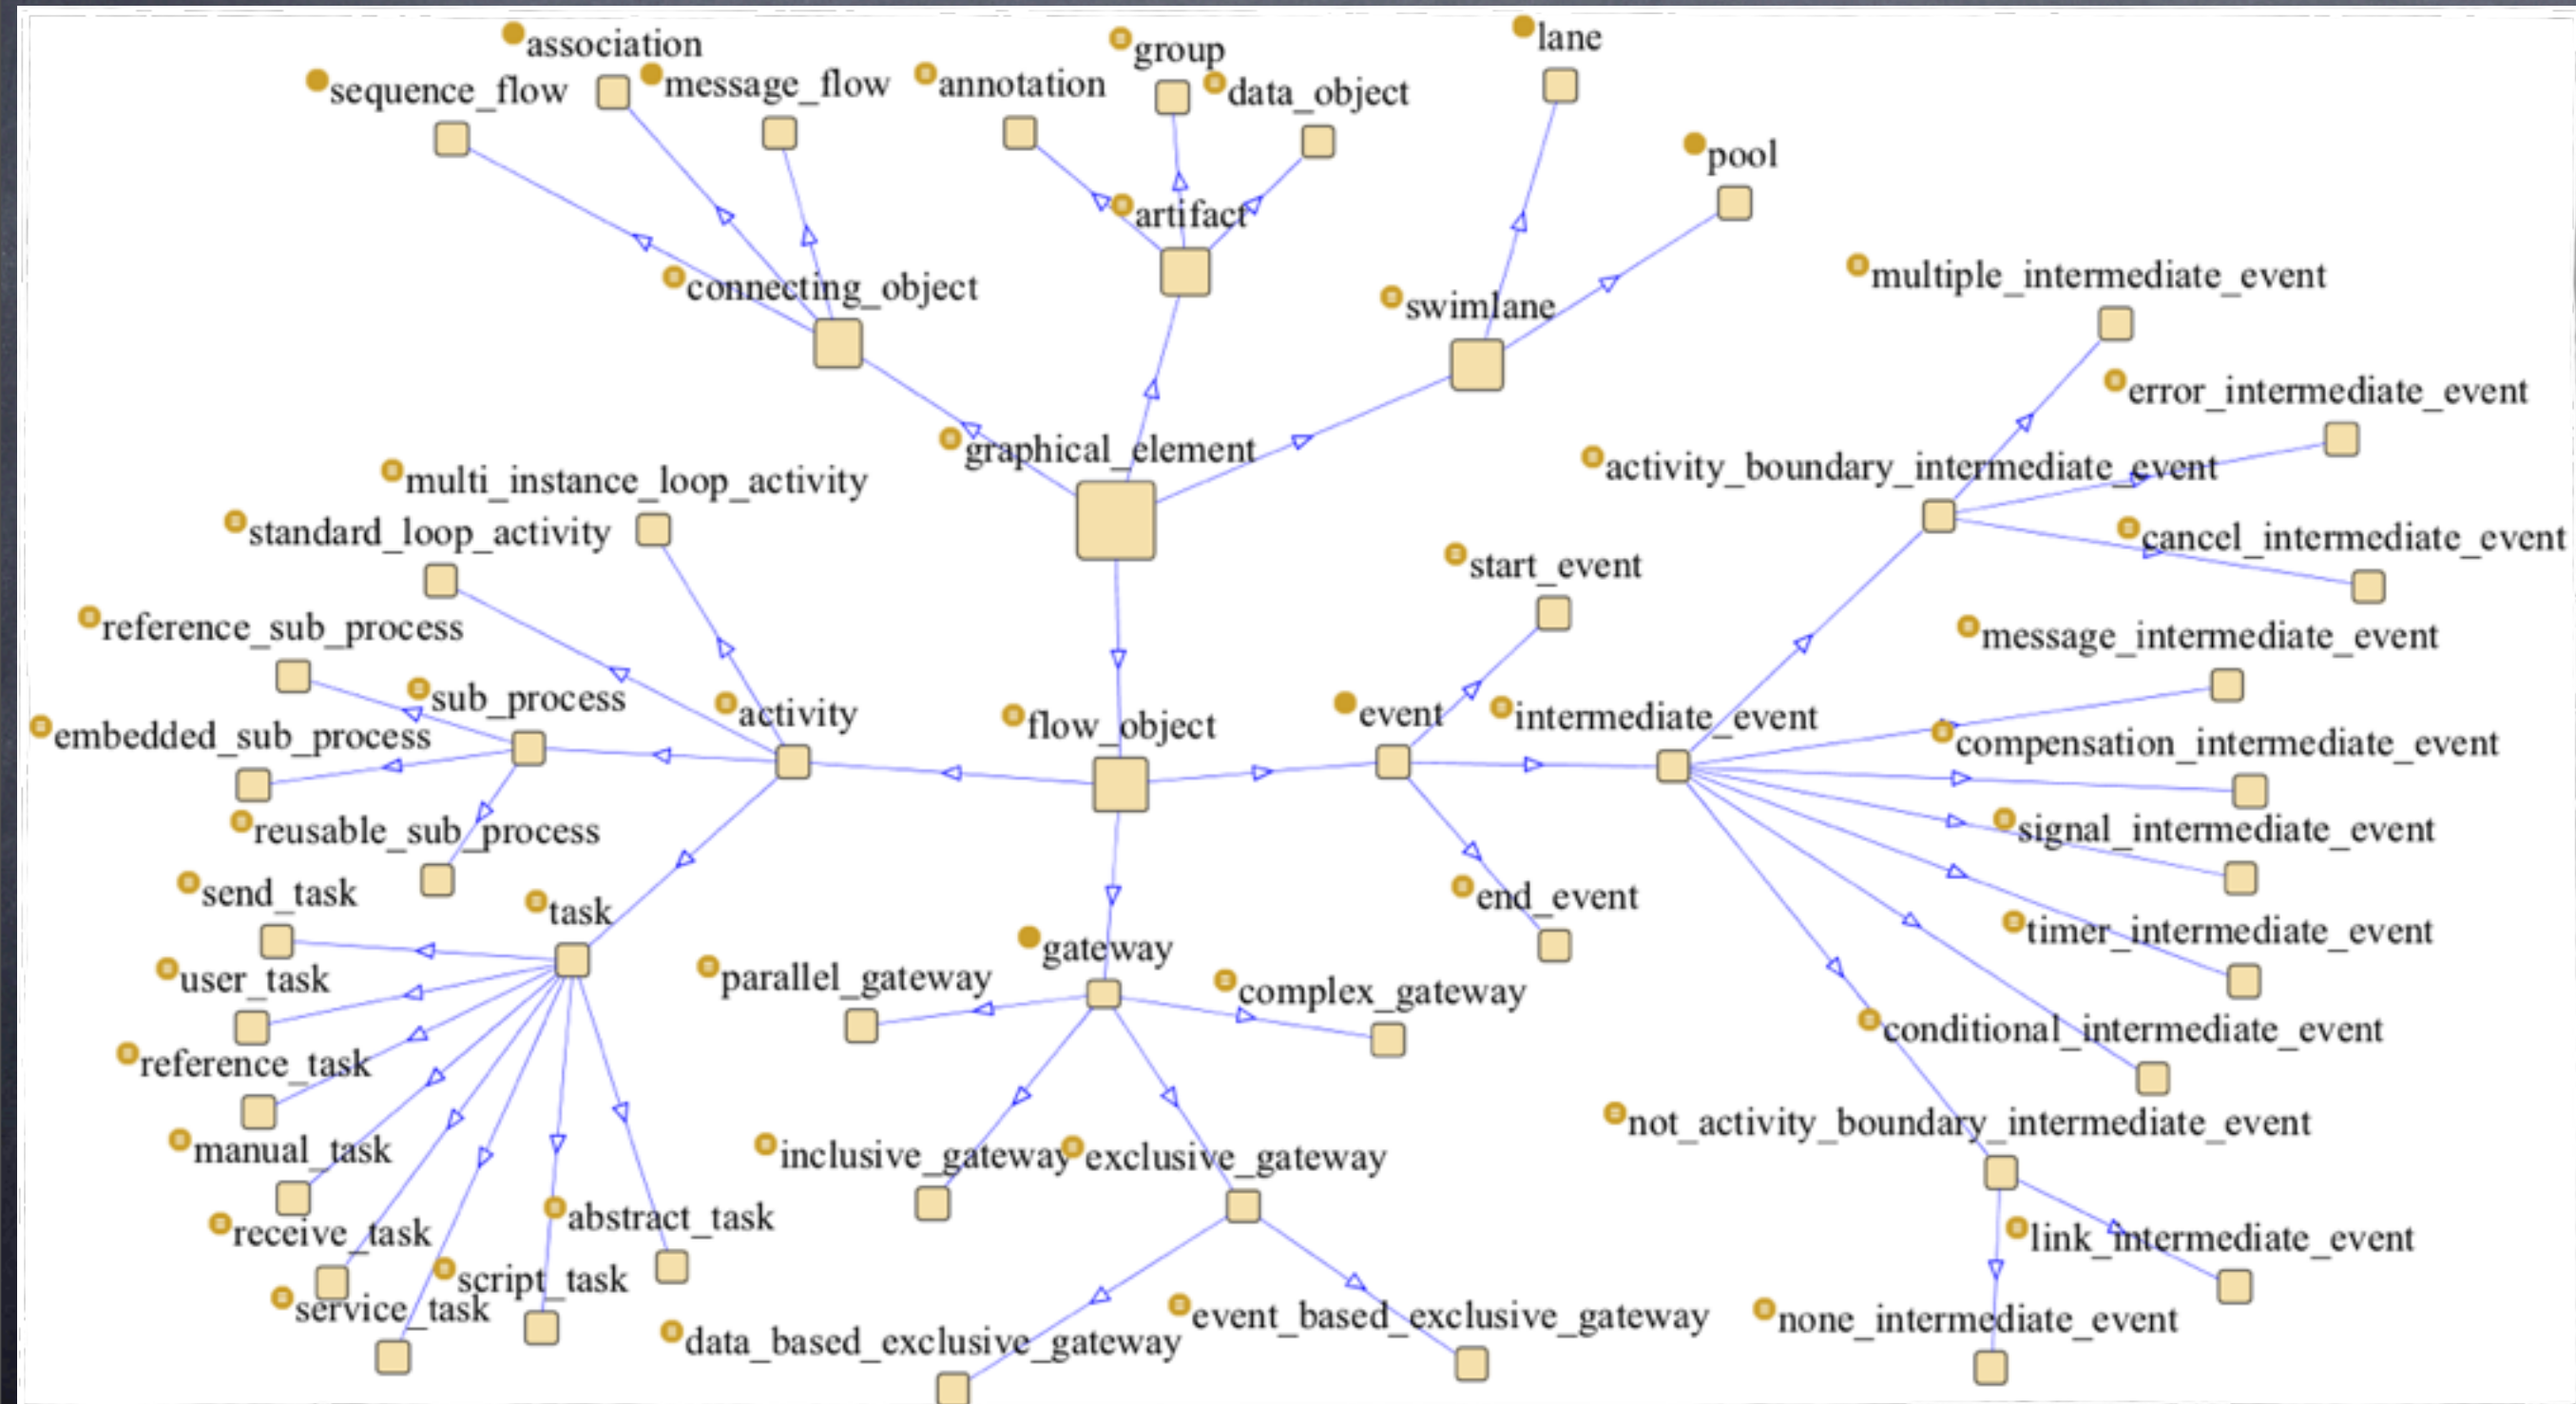 association
lane
group
sequence_flow
message_flow
annotation
data_object
pool
artifact
connecting_object
swimlane
multiple_intermediate_event
error_intermediate_event
graphical_element
activity_boundary_intermediate_event
multi_instance_loop_activity
standard_loop_activity
cancel_intermediate_event
start_event
reference_sub_process
message_intermediate_event
sub_process
activity
flow_object
event
intermediate_event
embedded_sub_process
compensation_intermediate_event
reusable_sub_process
signal_intermediate_event
send_task
task
end_event
timer_intermediate_event
gateway
user_task
parallel_gateway
complex_gateway
conditional_intermediate_event
reference_task
not_activity_boundary_intermediate_event
manual_task
inclusive_gateway
exclusive_gateway
abstract_task
receive_task
link_intermediate_event
script_task
service_task
event_based_exclusive_gateway
none_intermediate_event
data_based_exclusive_gateway